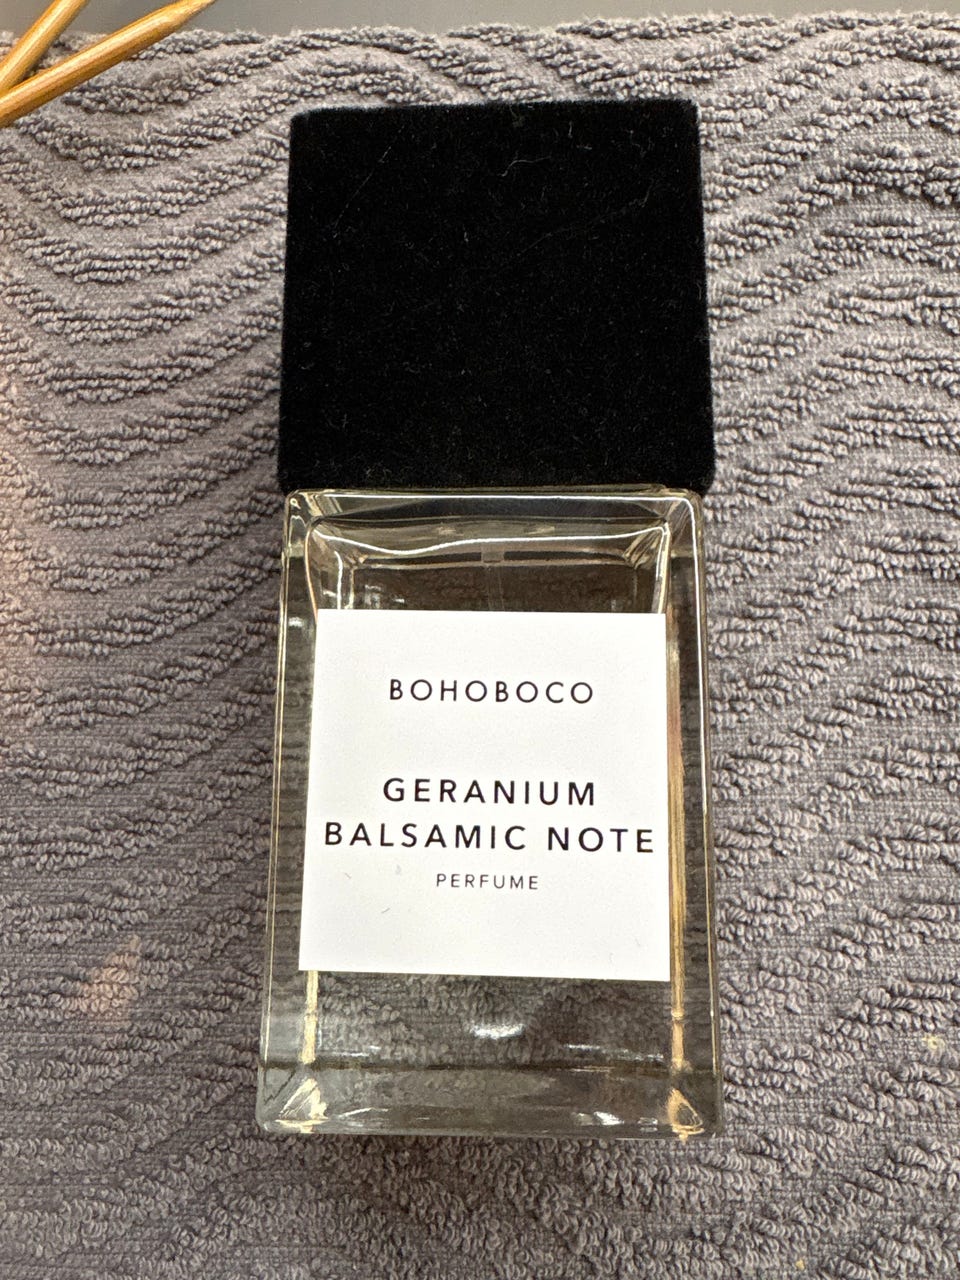 BOHOBOCO
GERANIUM
BALSAMIC NOTE
PERFUME